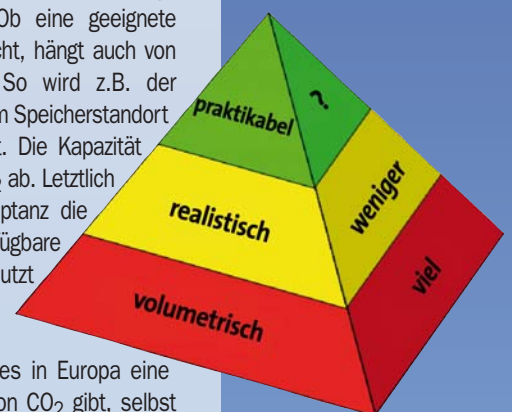 Ob eine geeignete
cht, hängt auch von
So wird z.B. der
m Speicherstandort
t. Die Kapazität
ab. Letztlich
ptanz die
ügbare
utzt
es in Europa eine
on CO₂ gibt, selbst
praktikabel
?
realistisch
weniger
volumetrisch
viel